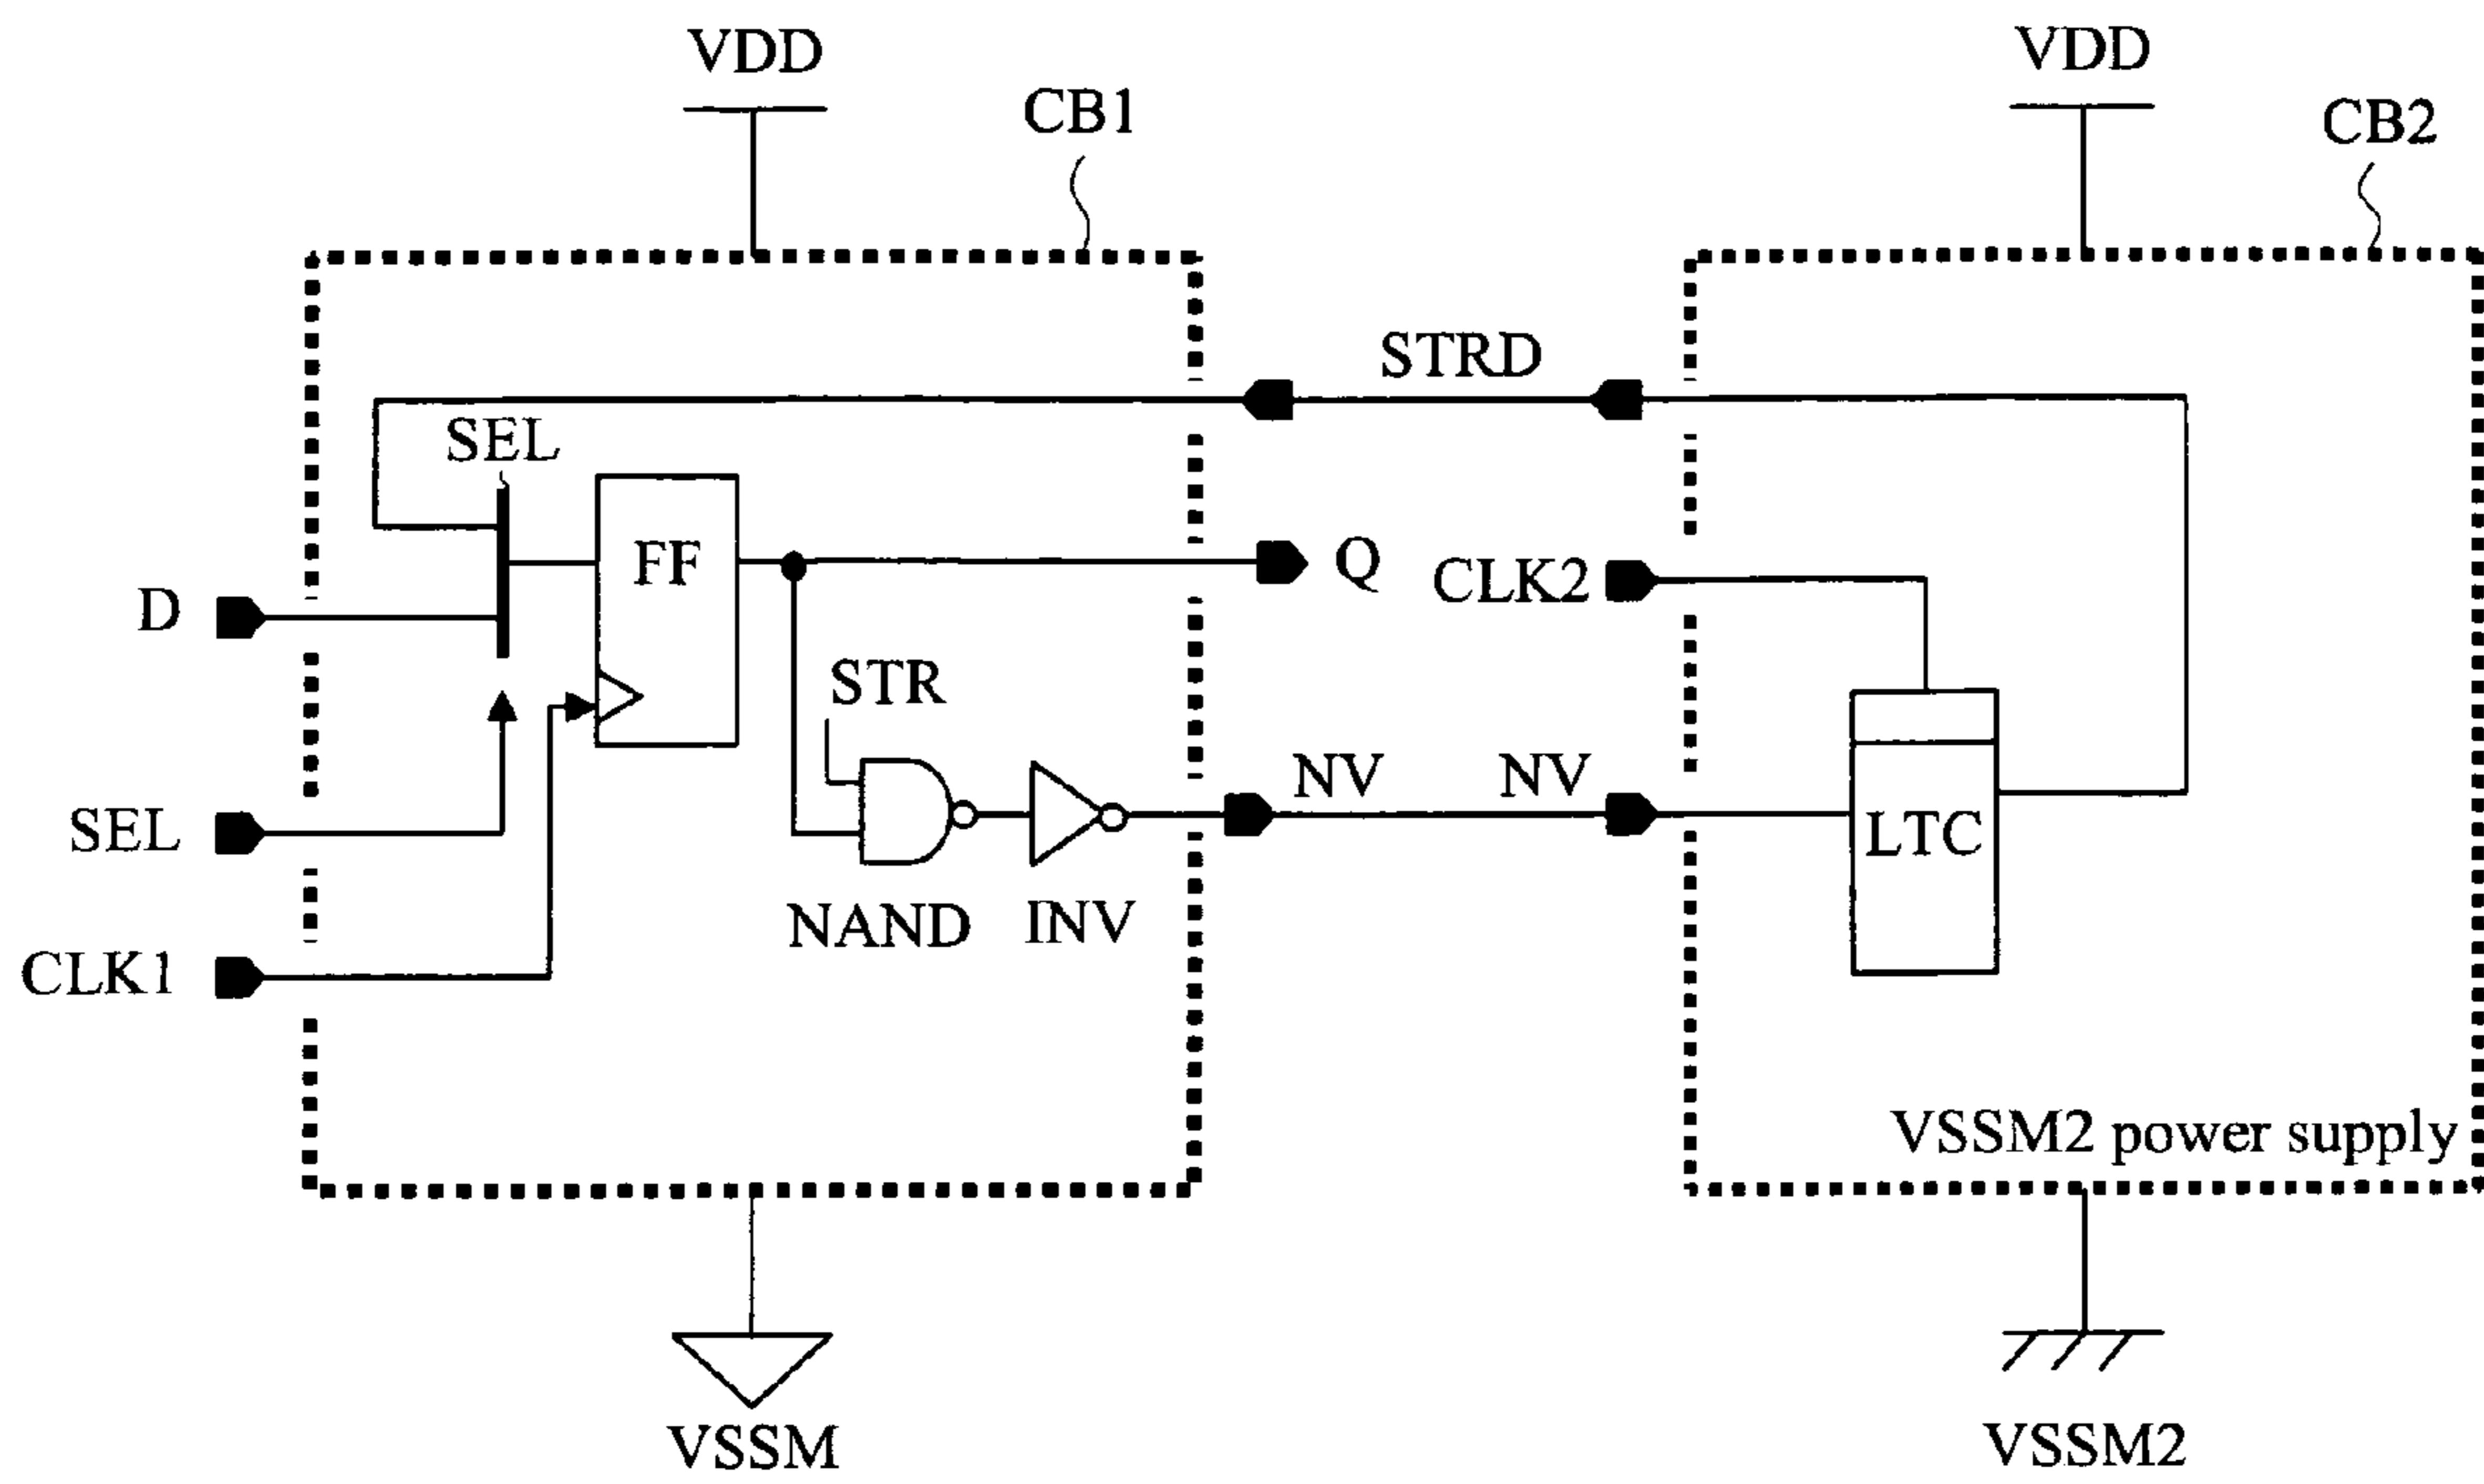 VDD
VDD
CB1
CB2
STRD
SEL
FF
Q
CLK2
D
STR
NV
NV
SEL
LTC
NAND
INV
CLK1
VSSM2 power supply
VSSM
VSSM2